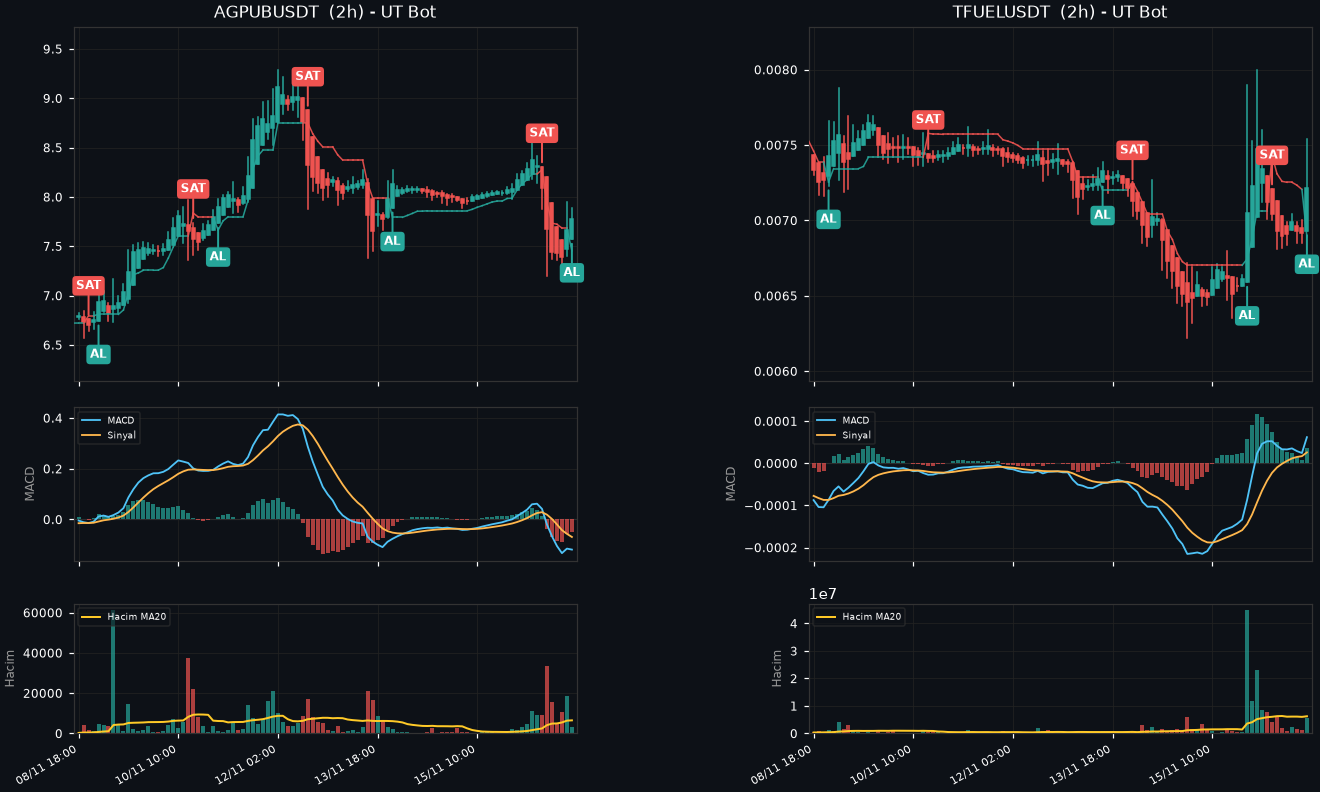 AGPUBUSDT (2h) - UT Bot
9.5
9.0
8.5
8.0
7.5
7.0
6.5
SAT
SAT
SAT
SAT
AL
AL
AL
AL
MACD
0.4
0.2
0.0
MACD
Sinyal
Hacim
60000
40000
20000
0
Hacim MA20
08/11 18:00
10/11 10:00
12/11 02:00
13/11 18:00
15/11 10:00
TFUELUSDT (2h) - UT Bot
0.0080
0.0075
0.0070
0.0065
0.0060
SAT
SAT
SAT
AL
AL
AL
AL
MACD
0.0001
0.0000
−0.0001
−0.0002
MACD
Sinyal
1e7
Hacim
4
3
2
1
0
Hacim MA20
08/11 18:00
10/11 10:00
12/11 02:00
13/11 18:00
15/11 10:00